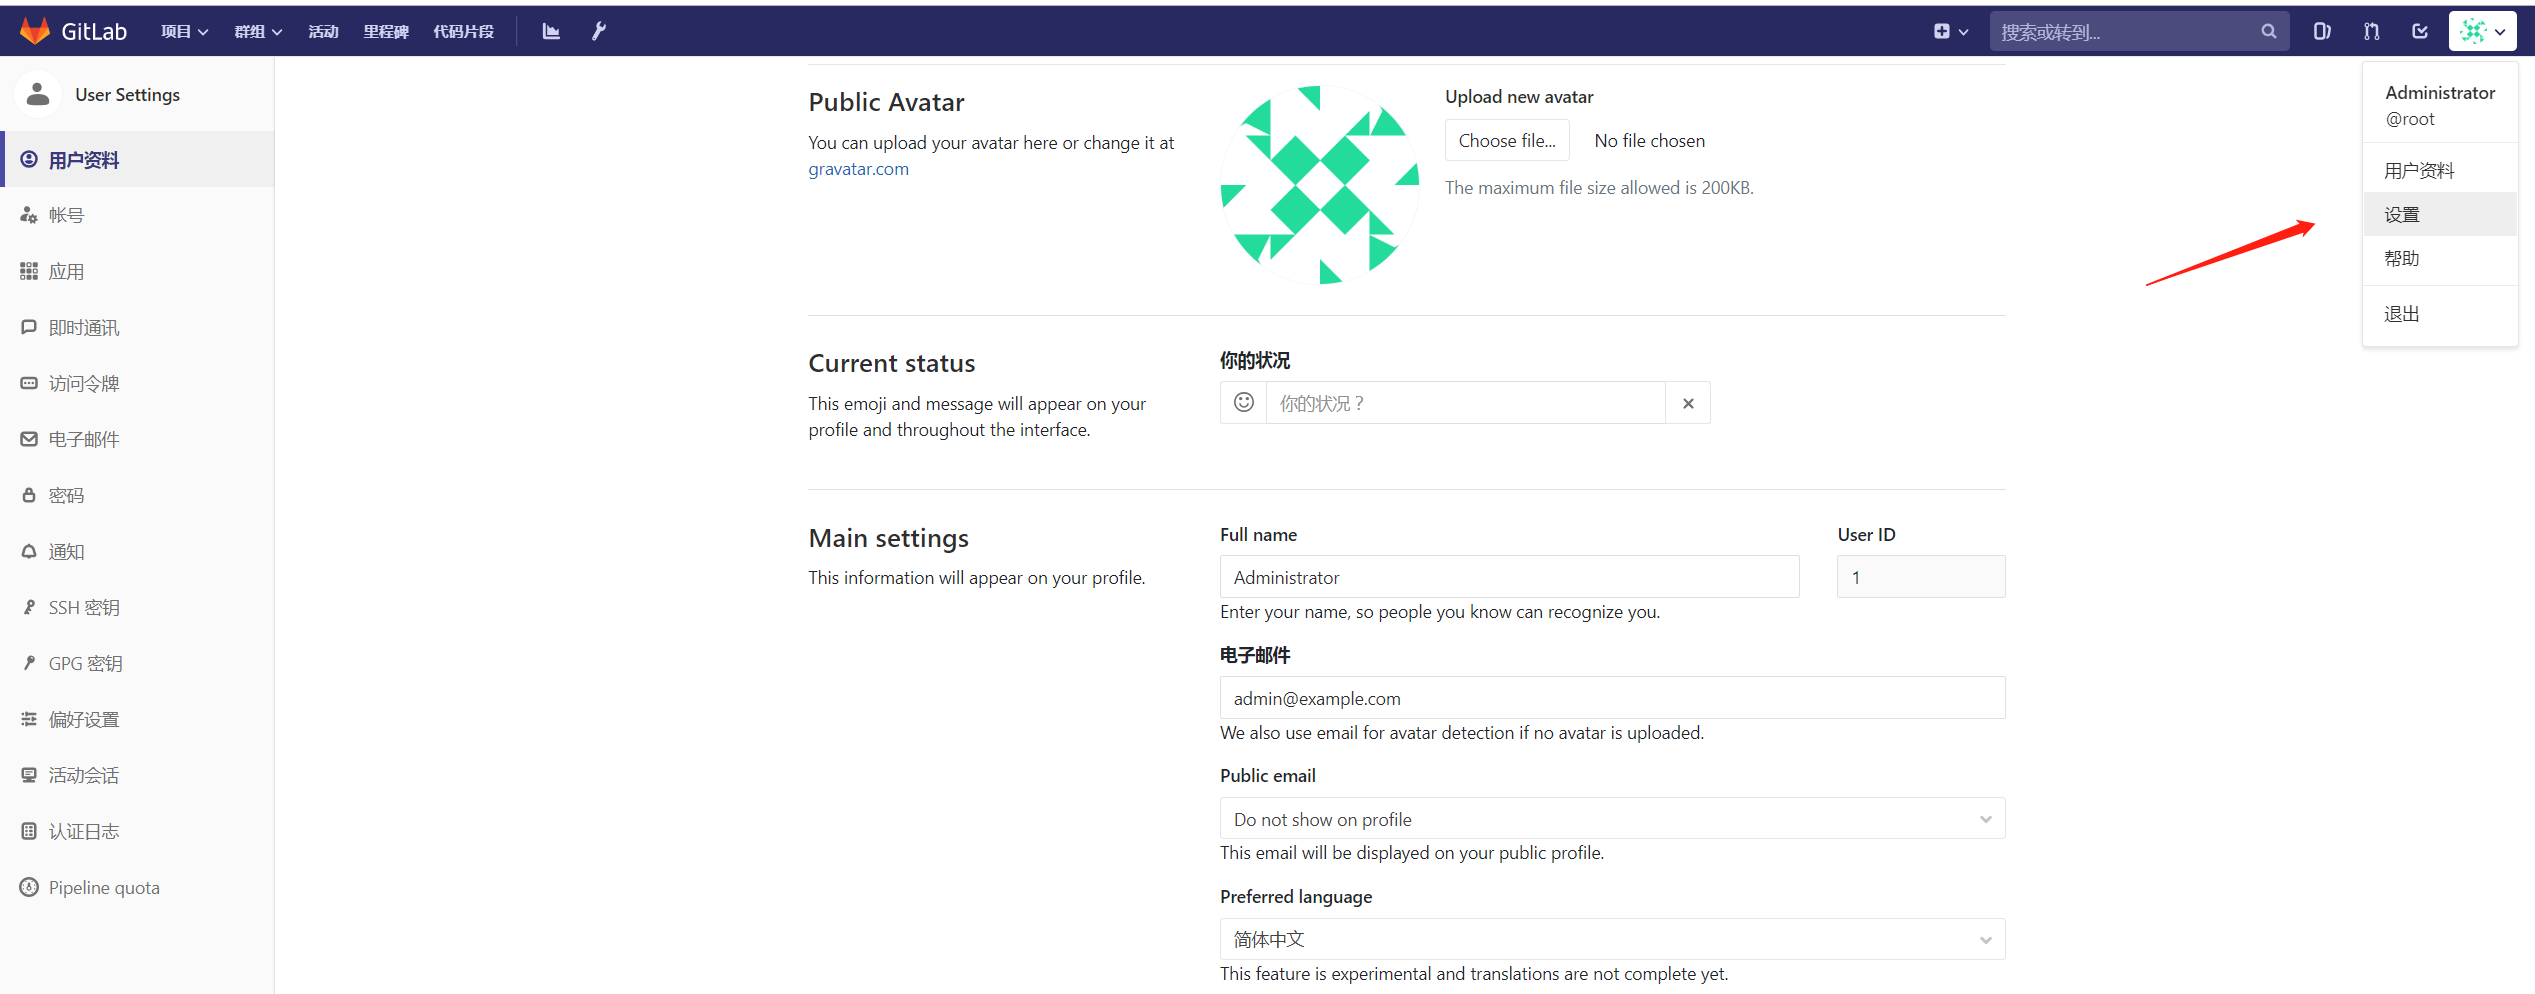 GitLab 项目 群组 活动 里程碑 代码片段 搜索或转到...
User Settings
用户资料
帐号
应用
即时通讯
访问令牌
电子邮件
密码
通知
SSH 密钥
GPG 密钥
偏好设置
活动会话
认证日志
Pipeline quota
Public Avatar
You can upload your avatar here or change it at
gravatar.com
Upload new avatar
Choose file... No file chosen
The maximum file size allowed is 200KB.
Current status
This emoji and message will appear on your
profile and throughout the interface.
你的状况
你的状况？
Main settings
This information will appear on your profile.
Full name
Administrator
Enter your name, so people you know can recognize you.
User ID
1
电子邮件
admin@example.com
We also use email for avatar detection if no avatar is uploaded.
Public email
Do not show on profile
This email will be displayed on your public profile.
Preferred language
简体中文
This feature is experimental and translations are not complete yet.
Administrator
@root
用户资料
设置
帮助
退出